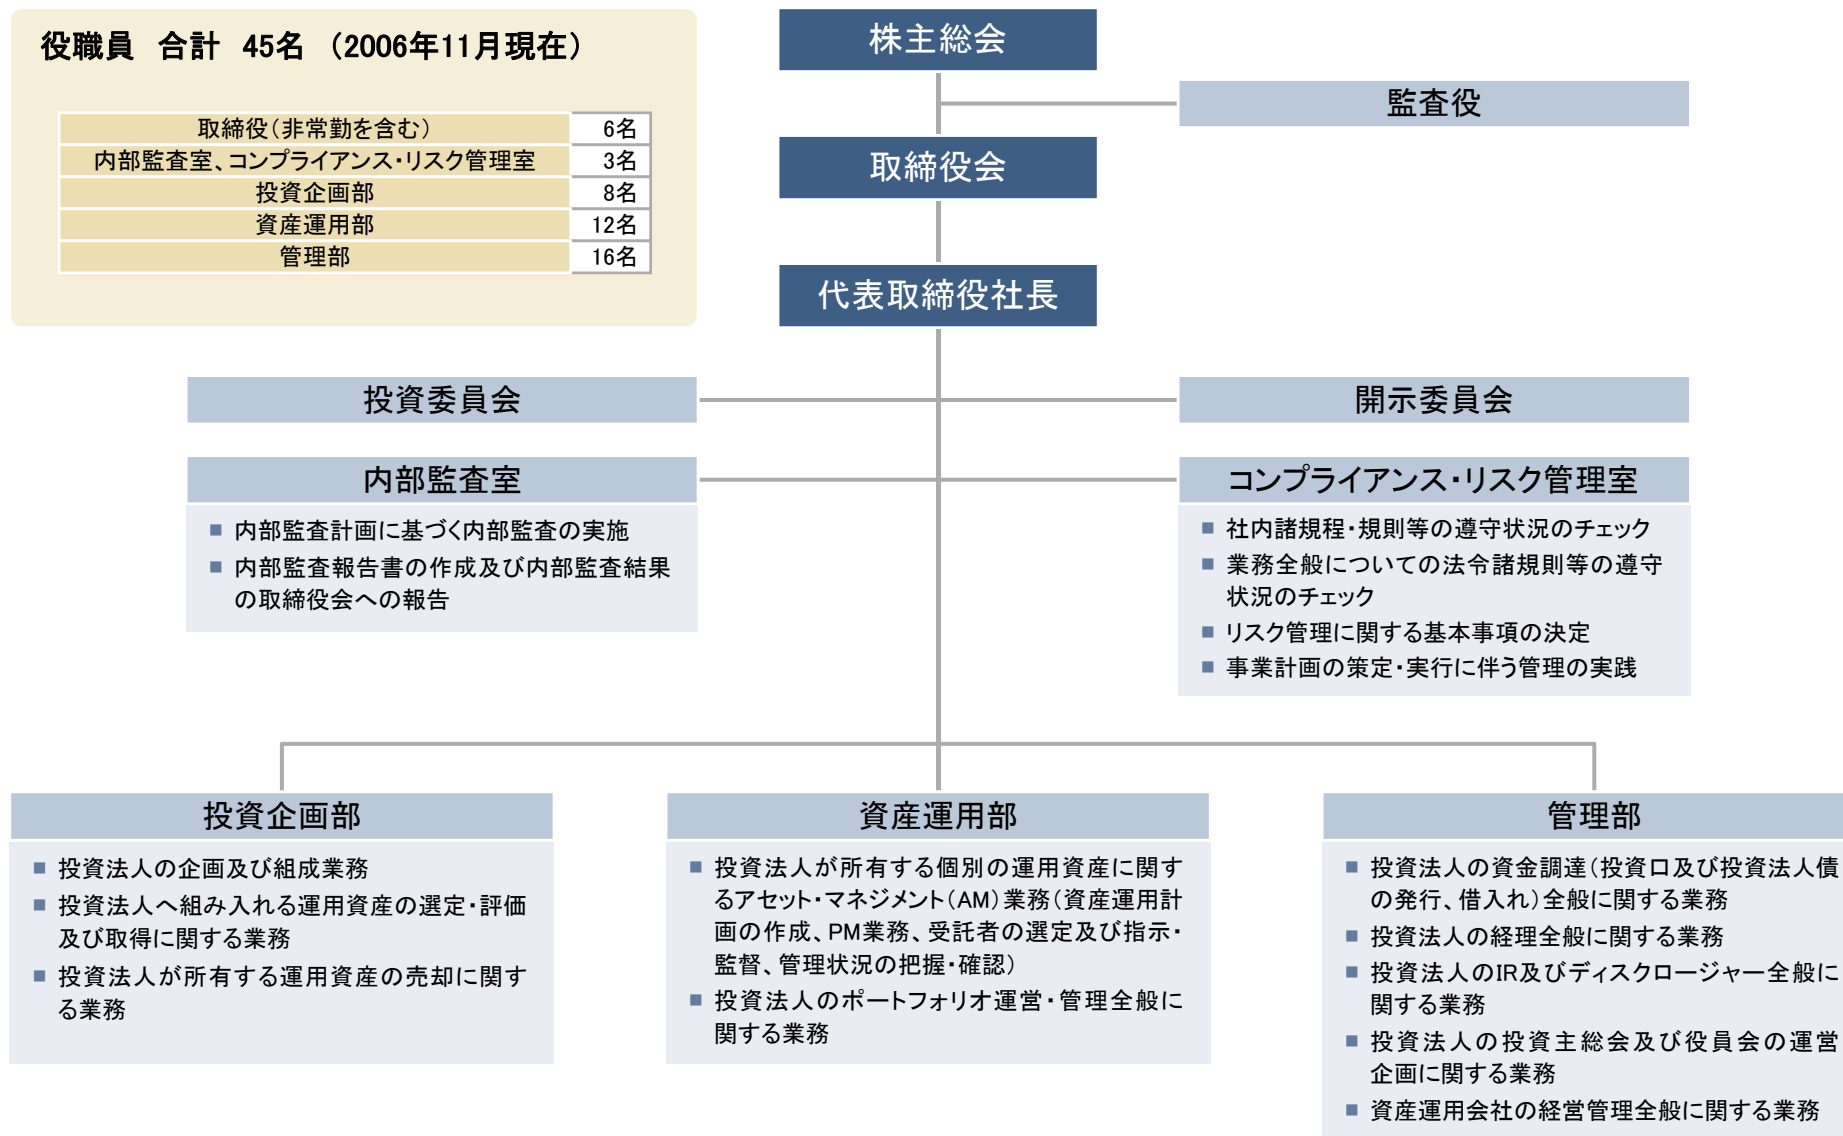 役職員 合計 45名 (2006年11月現在)
取締役(非常勤を含む) 6名
内部監査室、コンプライアンス・リスク管理室 3名
投資企画部 8名
資産運用部 12名
管理部 16名
株主総会
監査役
取締役会
代表取締役社長
投資委員会
開示委員会
内部監査室
■ 内部監査計画に基づく内部監査の実施
■ 内部監査報告書の作成及び内部監査結果
の取締役会への報告
コンプライアンス・リスク管理室
■ 社内諸規程・規則等の遵守状況のチェック
■ 業務全般についての法令諸規則等の遵守
状況のチェック
■ リスク管理に関する基本事項の決定
■ 事業計画の策定・実行に伴う管理の実践
投資企画部
■ 投資法人の企画及び組成業務
■ 投資法人へ組み入れる運用資産の選定・評価
及び取得に関する業務
■ 投資法人が所有する運用資産の売却に関す
る業務
資産運用部
■ 投資法人が所有する個別の運用資産に関す
るアセット・マネジメント(AM)業務(資産運用計
画の作成、PM業務、受託者の選定及び指示・
監督、管理状況の把握・確認)
■ 投資法人のポートフォリオ運営・管理全般に
関する業務
管理部
■ 投資法人の資金調達(投資口及び投資法人債
の発行、借入れ)全般に関する業務
■ 投資法人の経理全般に関する業務
■ 投資法人のIR及びディスクロージャー全般に
関する業務
■ 投資法人の投資主総会及び役員会の運営
企画に関する業務
■ 資産運用会社の経営管理全般に関する業務